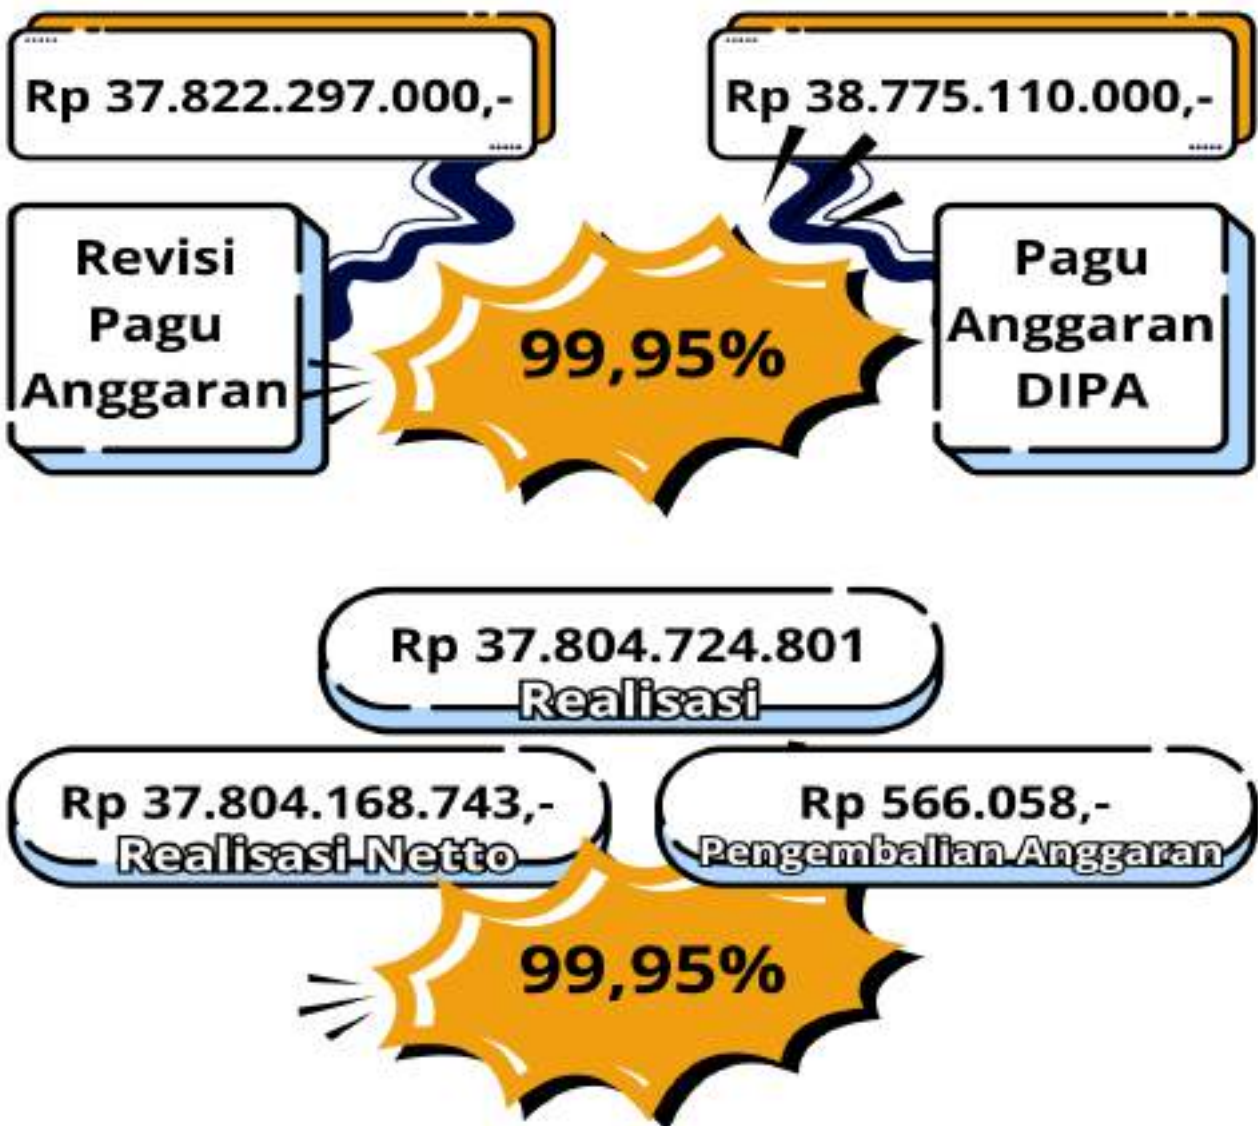 Rp 37.822.297.000,-
Rp 38.775.110.000,-
Revisi
Pagu
Anggaran
99,95%
Pagu
Anggaran
DIPA
Rp 37.804.724.801
Realisasi
Rp 37.804.168.743,-
Realisasi Netto
Rp 566.058,-
Pengembalian Anggaran
99,95%